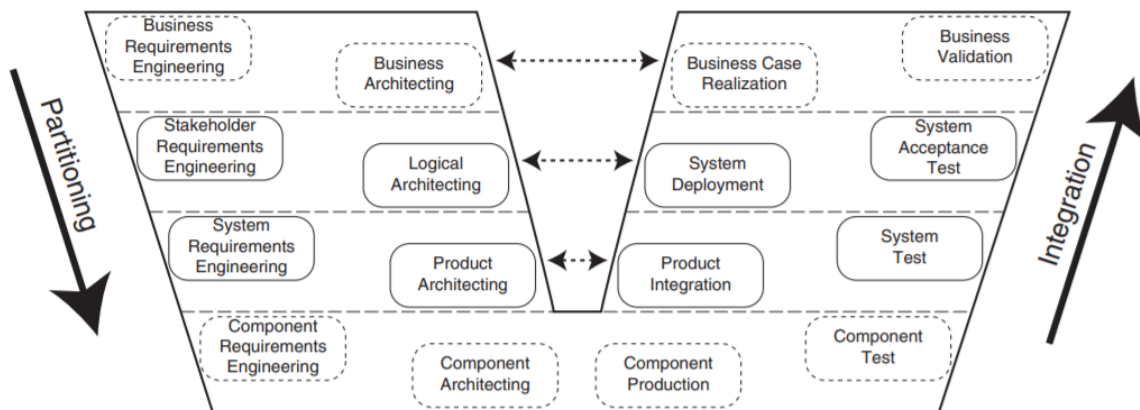 Business
Requirements
Engineering
Business
Architecting
Business Case
Realization
Business
Validation
Partitioning
Stakeholder
Requirements
Engineering
Logical
Architecting
System
Deployment
System
Acceptance
Test
Integration
System
Requirements
Engineering
Product
Architecting
Product
Integration
System
Test
Component
Requirements
Engineering
Component
Architecting
Component
Production
Component
Test